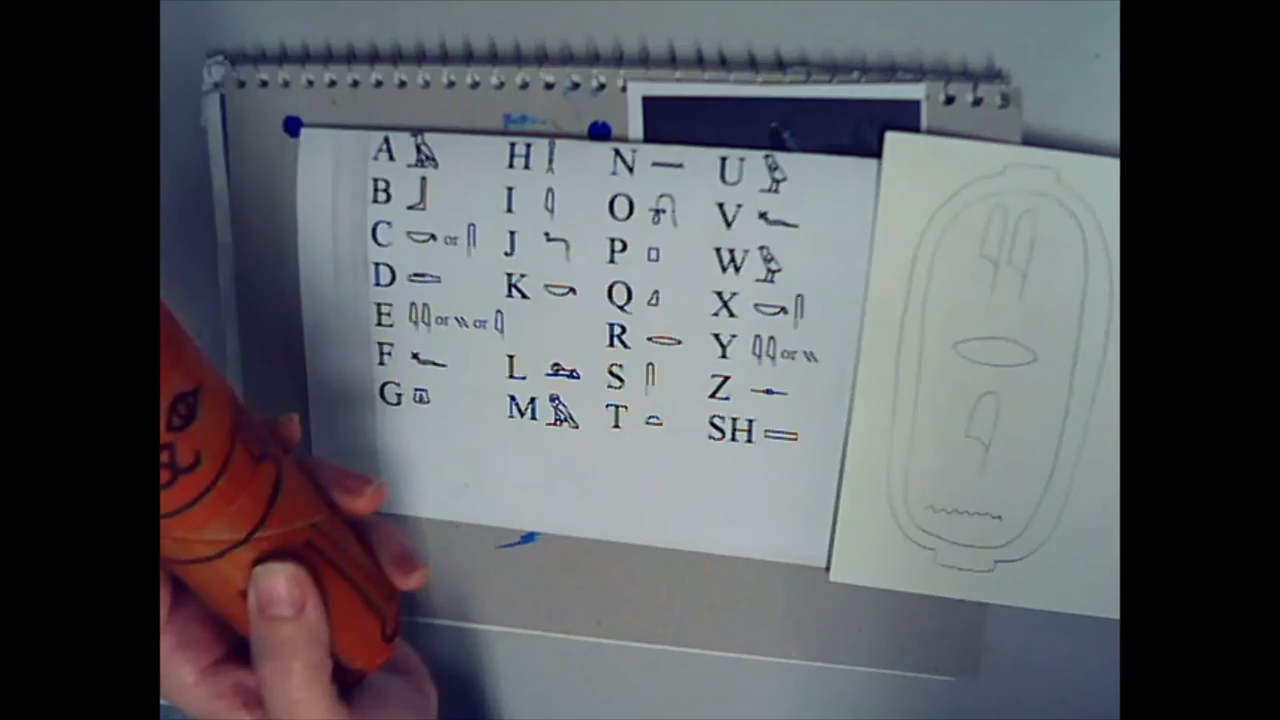 A H N U
B I O V
C or J P W
D K Q X
E or or R Y or
F L S Z
G M T SH